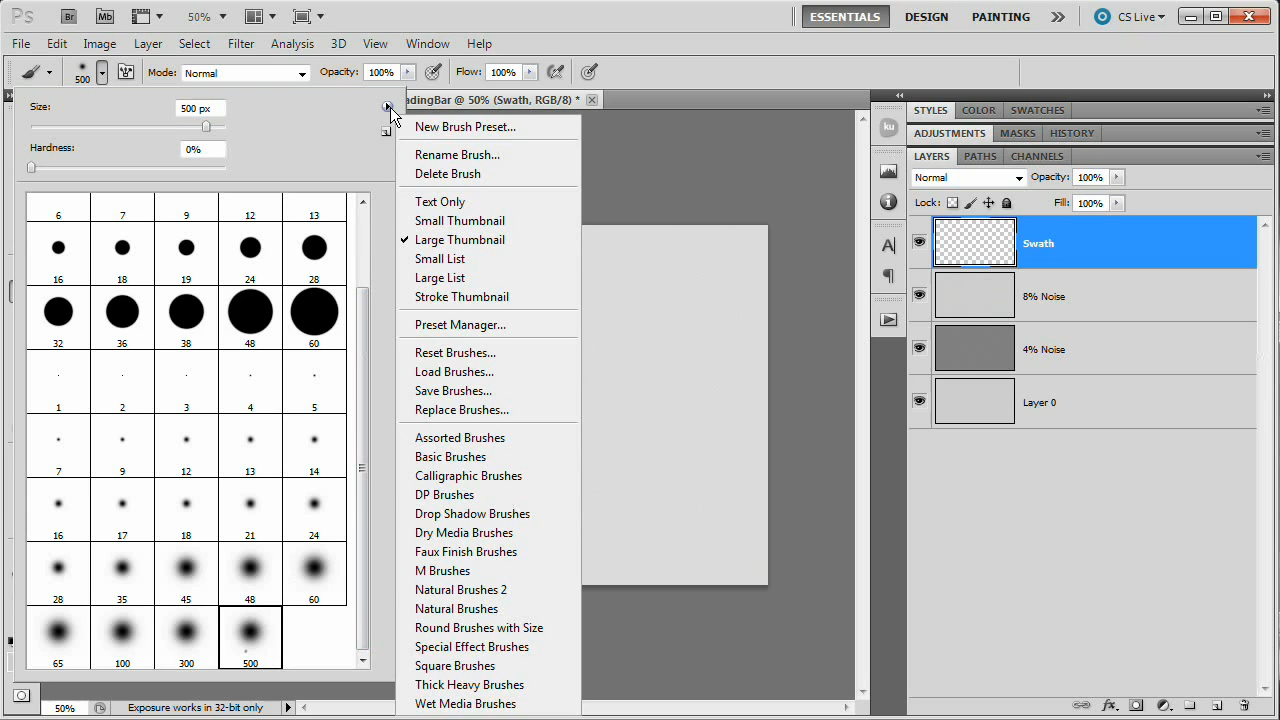 Ps Br Mb 50% ESSENTIALS DESIGN PAINTING CS Live
File Edit Image Layer Select Filter Analysis 3D View Window Help
500 Mode: Normal Opacity: 100% Flow: 100%
adingBar @ 50% (Swath, RGB/8) *
Size: 500 px
Hardness: 0%
6 7 9 12 13
16 18 19 24 28
32 36 38 48 60
1 2 3 4 5
7 9 12 13 14
16 17 18 21 24
28 35 45 48 60
65 100 300 500
New Brush Preset...
Rename Brush...
Delete Brush
Text Only
Small Thumbnail
Large Thumbnail
Small List
Large List
Stroke Thumbnail
Preset Manager...
Reset Brushes...
Load Brushes...
Save Brushes...
Replace Brushes...
Assorted Brushes
Basic Brushes
Calligraphic Brushes
DP Brushes
Drop Shadow Brushes
Dry Media Brushes
Faux Finish Brushes
M Brushes
Natural Brushes 2
Natural Brushes
Round Brushes with Size
Special Effect Brushes
Square Brushes
Thick Heavy Brushes
Wet Media Brushes
ku
A
STYLES COLOR SWATCHES
ADJUSTMENTS MASKS HISTORY
LAYERS PATHS CHANNELS
Normal Opacity: 100%
Lock: Fill: 100%
Swath
8% Noise
4% Noise
Layer 0
fx
50% Exposure works in 32-bit only